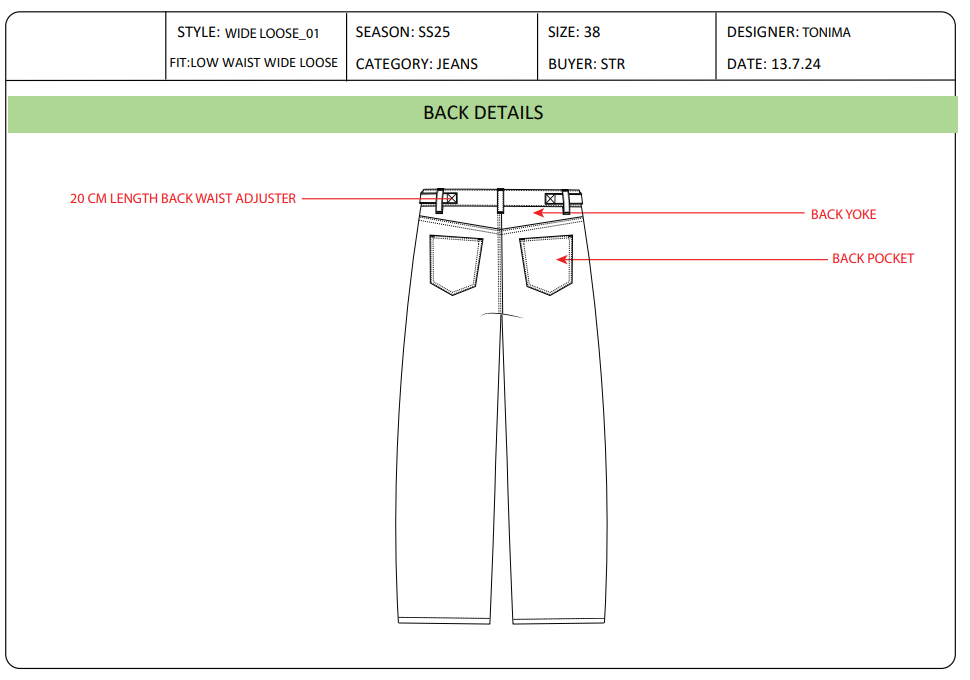 STYLE: WIDE LOOSE_01
FIT:LOW WAIST WIDE LOOSE
SEASON: SS25
CATEGORY: JEANS
SIZE: 38
BUYER: STR
DESIGNER: TONIMA
DATE: 13.7.24
BACK DETAILS
20 CM LENGTH BACK WAIST ADJUSTER
BACK YOKE
BACK POCKET